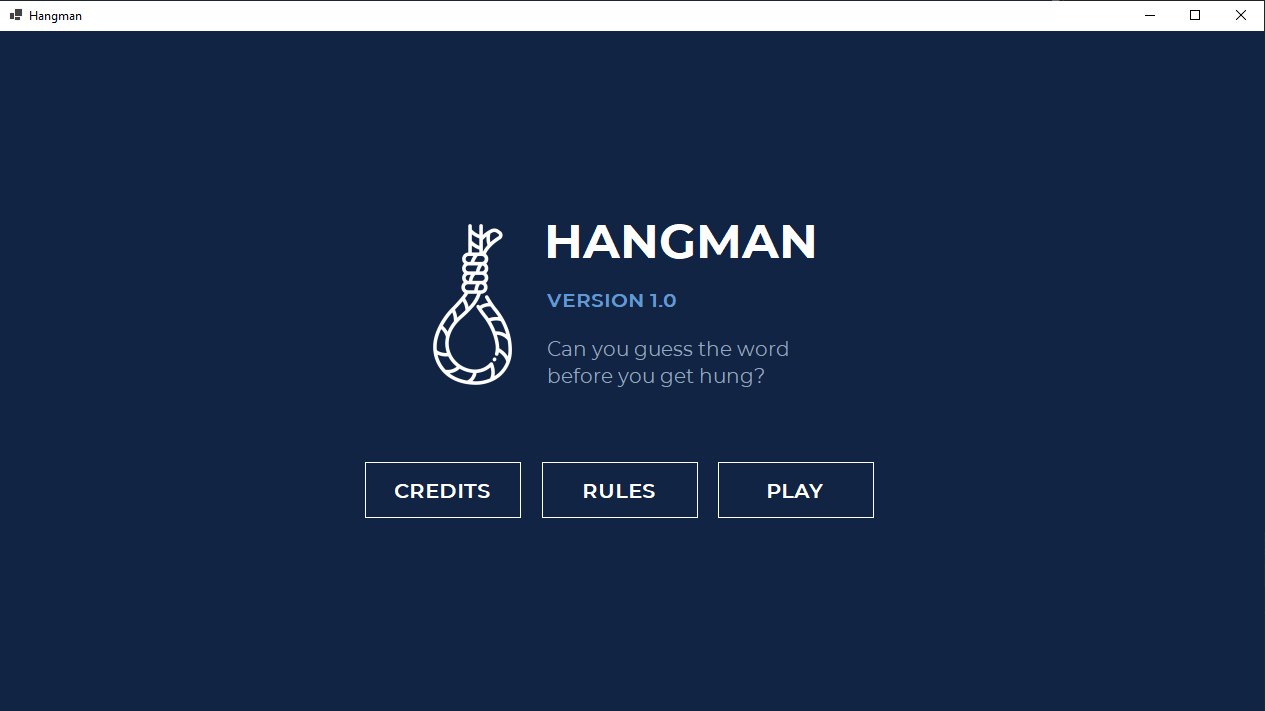 Hangman
HANGMAN
VERSION 1.0
Can you guess the word
before you get hung?
CREDITS
RULES
PLAY